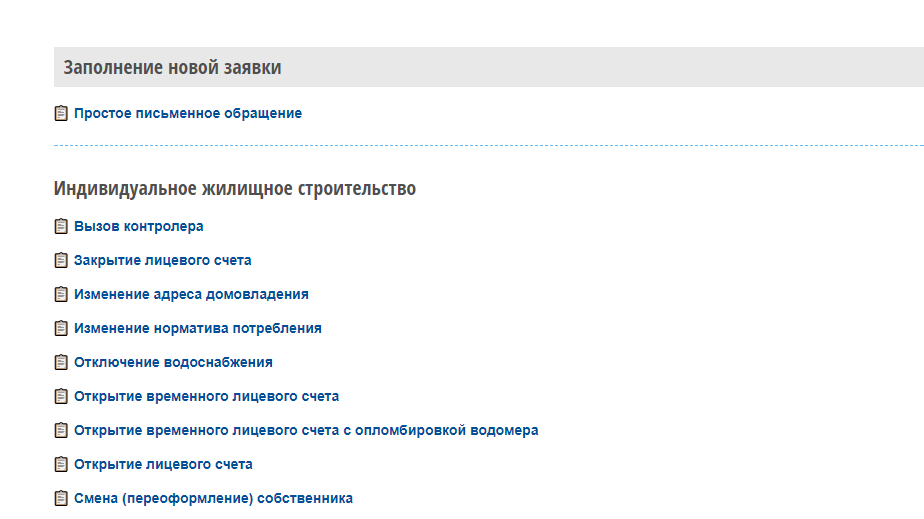 Заполнение новой заявки
Простое письменное обращение
Индивидуальное жилищное строительство
Вызов контролера
Закрытие лицевого счета
Изменение адреса домовладения
Изменение норматива потребления
Отключение водоснабжения
Открытие временного лицевого счета
Открытие временного лицевого счета с опломбировкой водомера
Открытие лицевого счета
Смена (переоформление) собственника